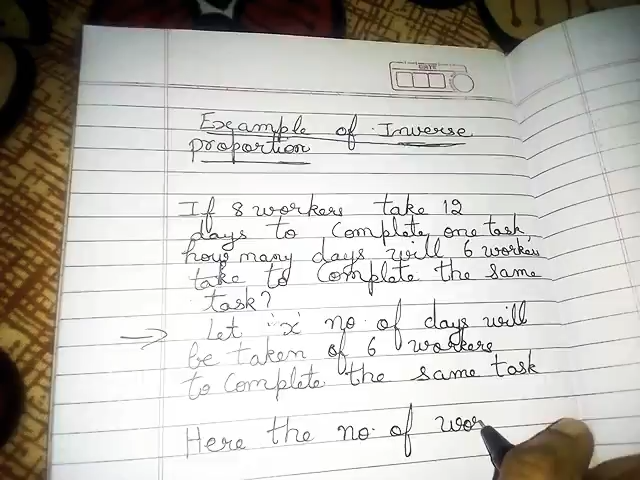 DATE
Example of Inverse
proportion
If 8 workers take 12
days to complete one task
how many days will 6 workers
take to complete the same
task?
Let 'x' no. of days will
be taken of 6 workers
to complete the same task
Here the no. of wor